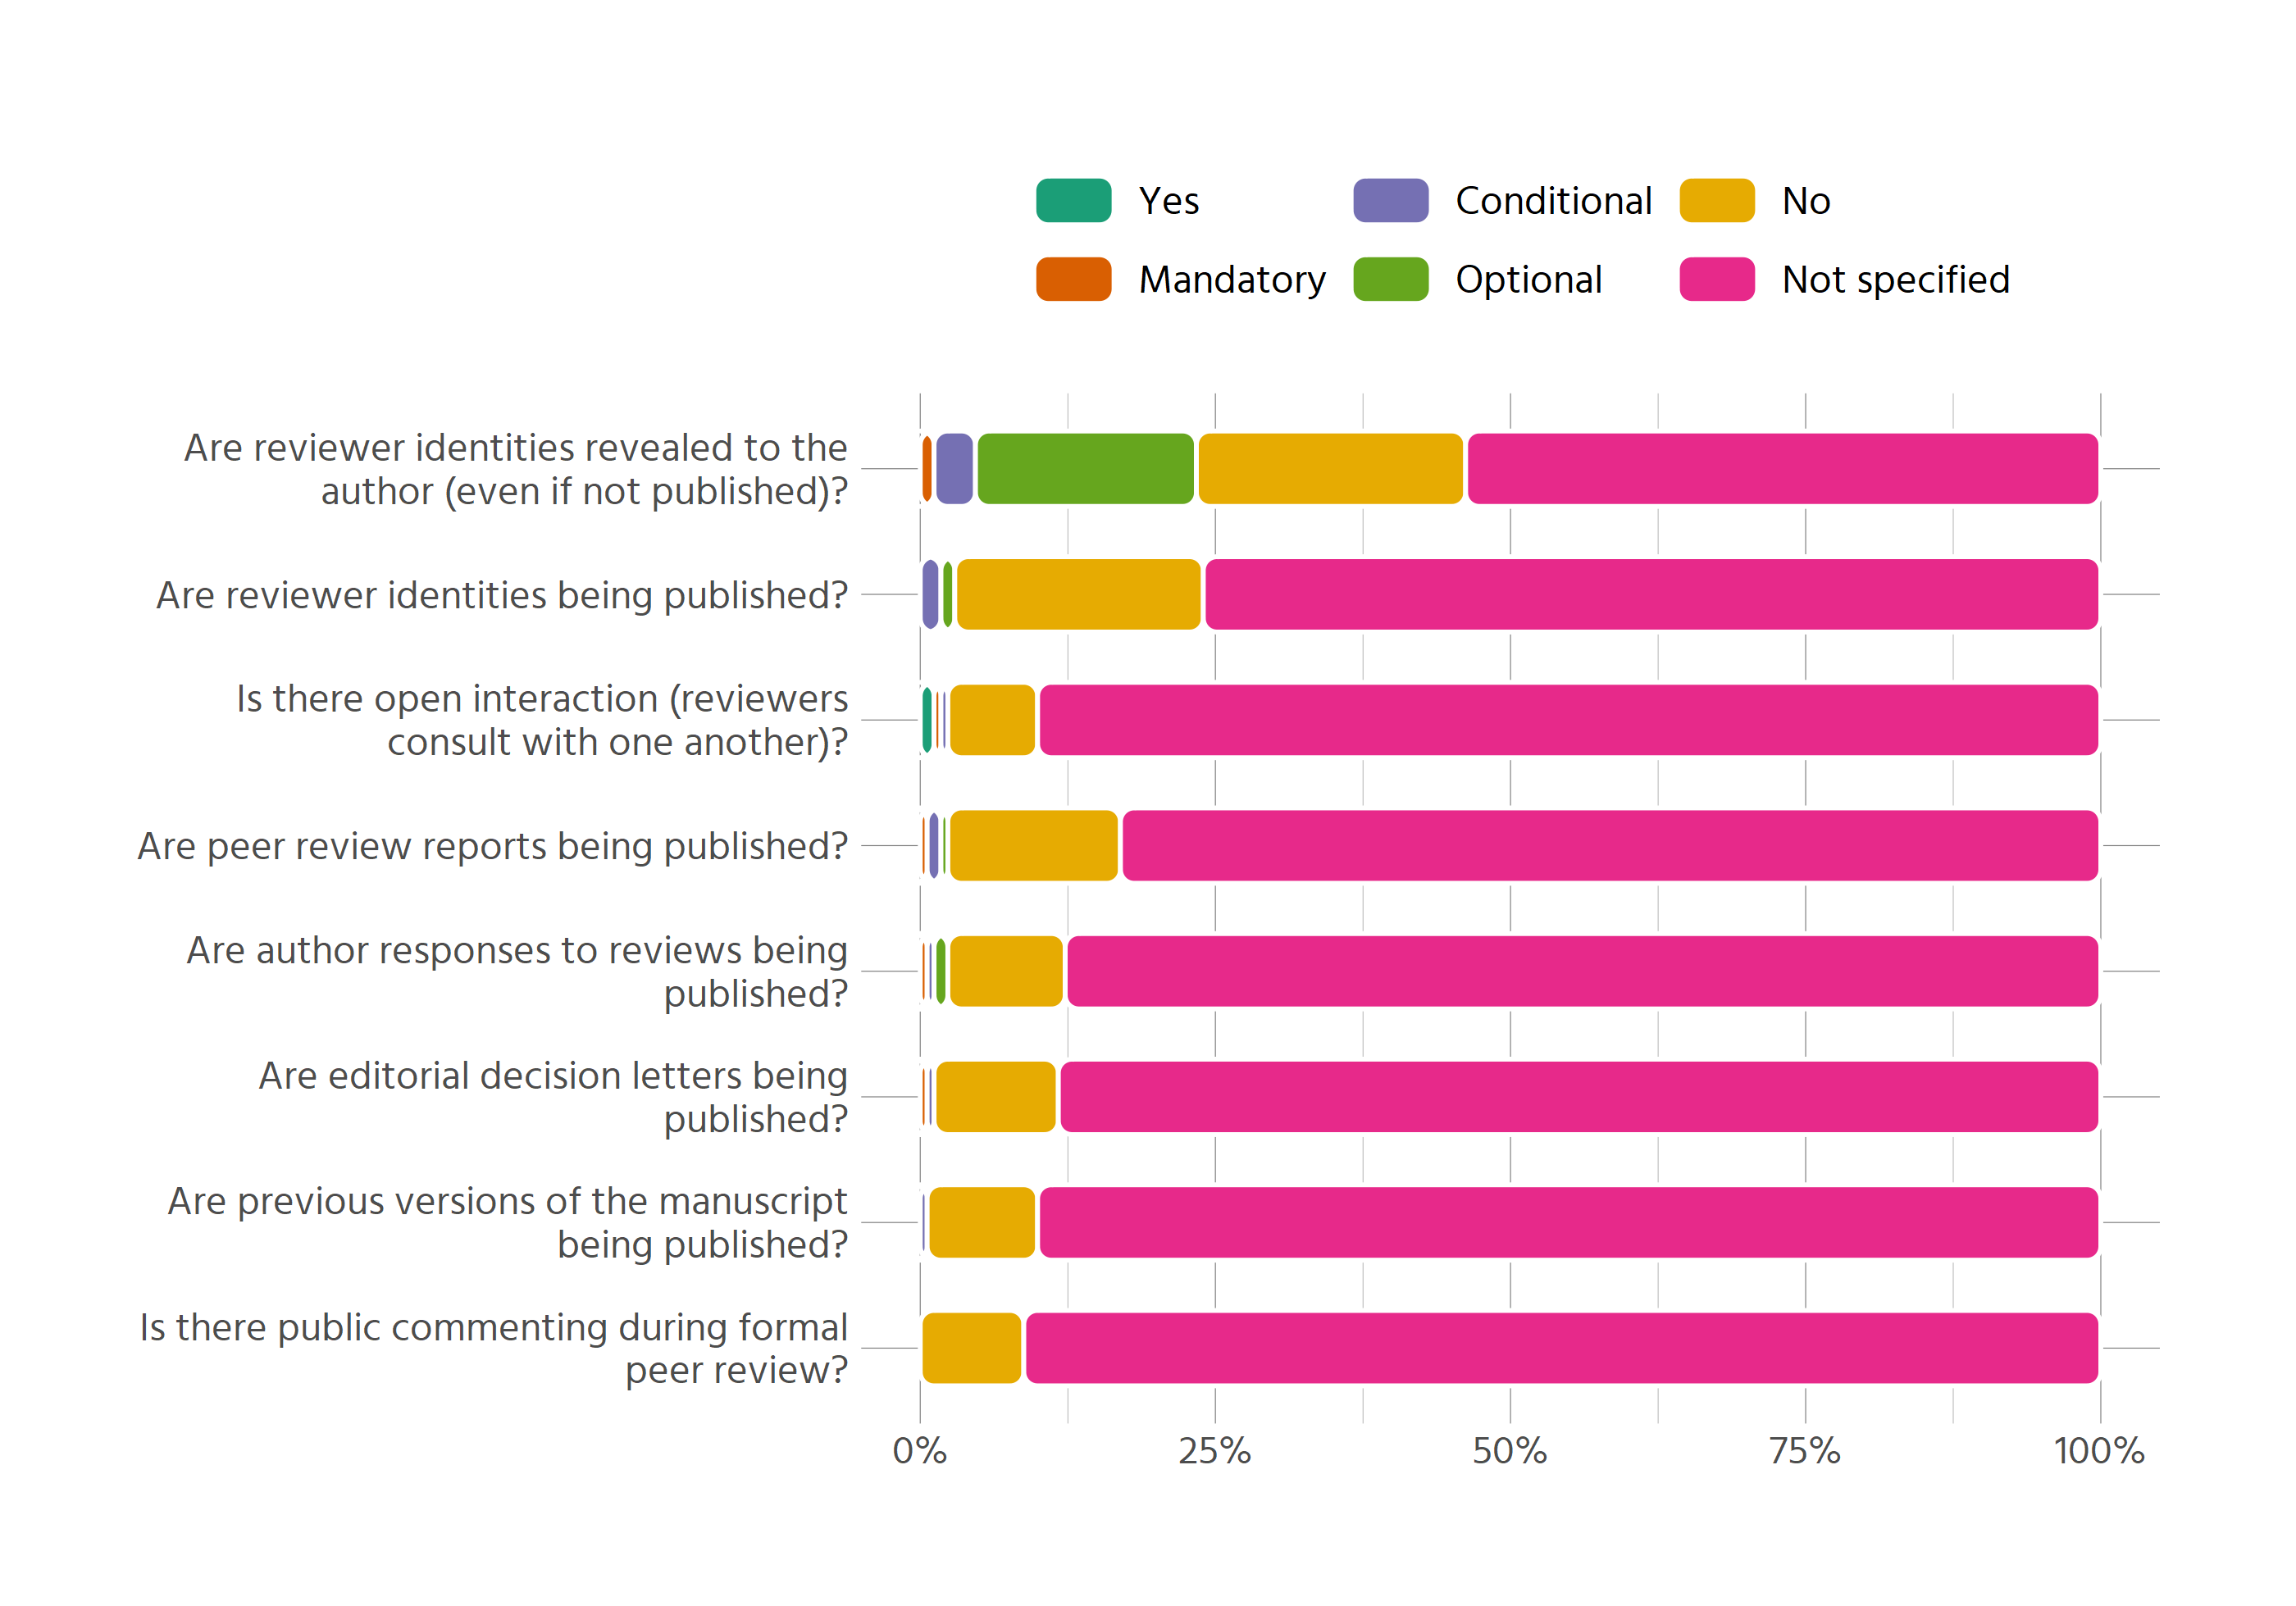 Yes
Conditional
No
Mandatory
Optional
Not specified
Are reviewer identities revealed to the
author (even if not published)?
Are reviewer identities being published?
Is there open interaction (reviewers
consult with one another)?
Are peer review reports being published?
Are author responses to reviews being
published?
Are editorial decision letters being
published?
Are previous versions of the manuscript
being published?
Is there public commenting during formal
peer review?
0% 25% 50% 75% 100%